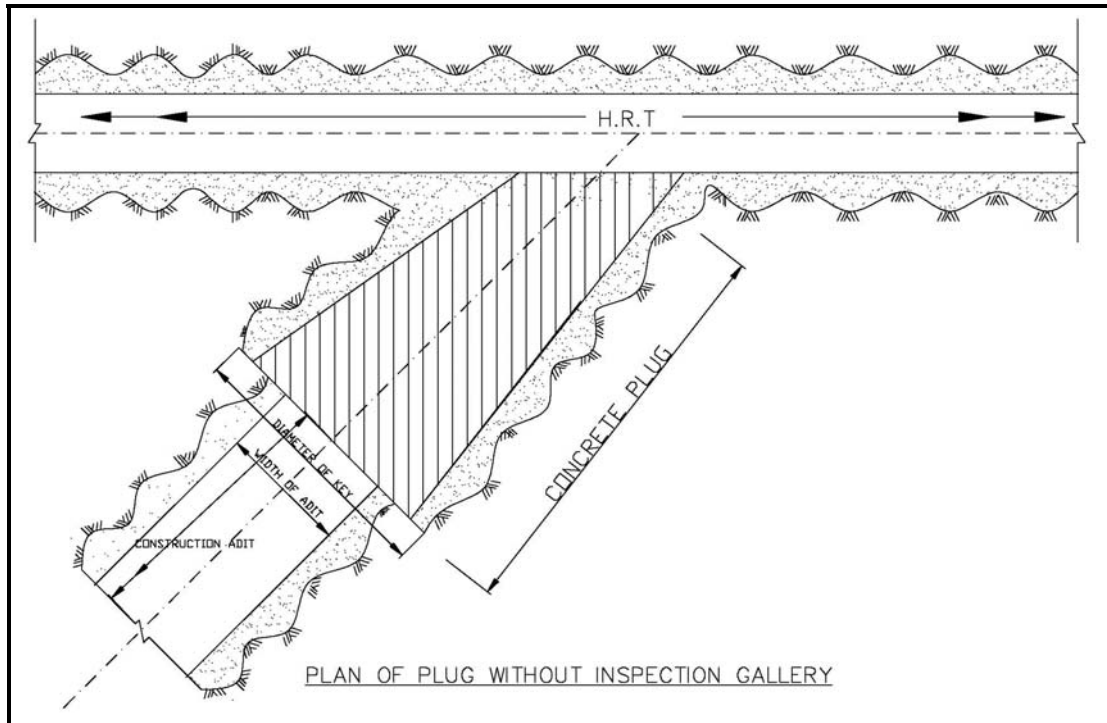 H.R.T
CONCRETE PLUG
DIAMETER OF KEY
WIDTH OF ADIT
CONSTRUCTION ADIT
PLAN OF PLUG WITHOUT INSPECTION GALLERY